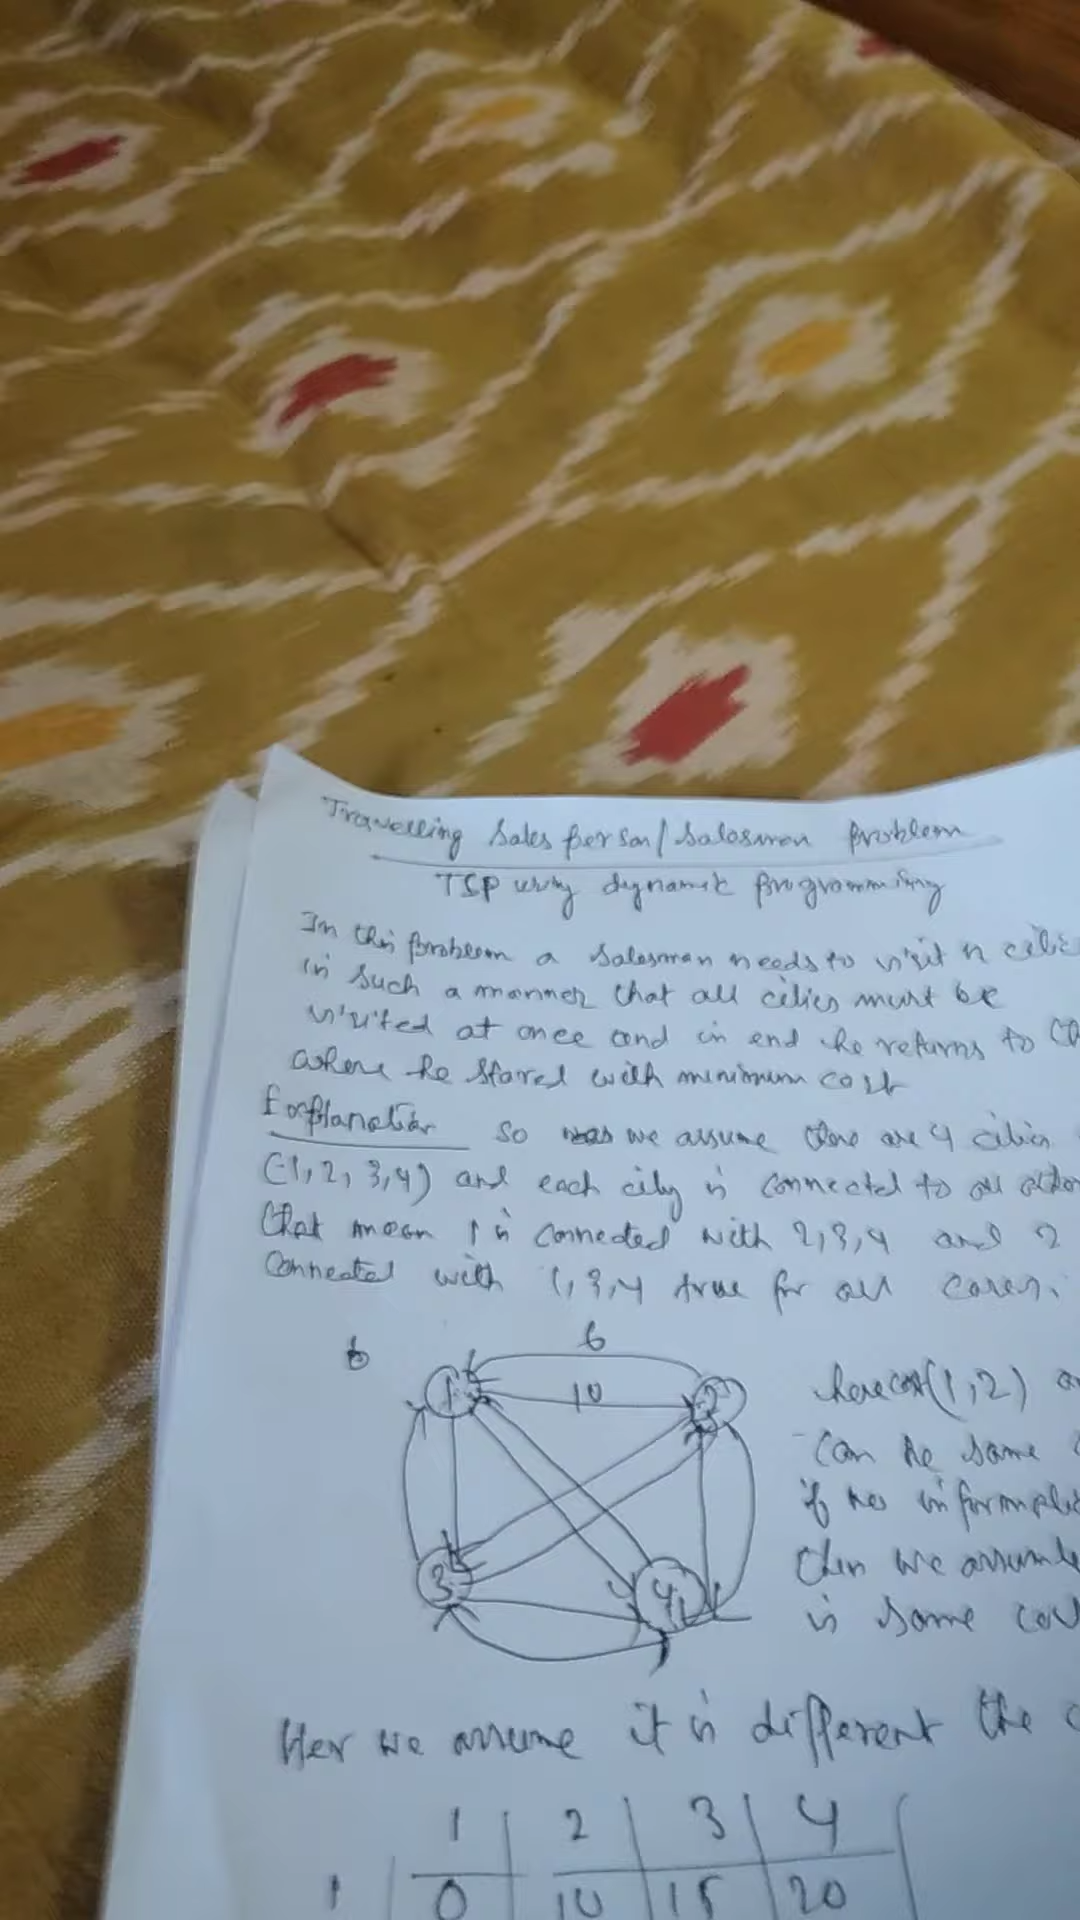 Travelling Sales person/Salesman problem
TSP using dynamic programming
In this problem a salesman needs to visit n
in such a manner that all cities must be
visited at once and in end he returns to
where he stared with minimum cost
Explanation so we assume there are 4 cities
(1, 2, 3, 4) and each city is connected to all other
that mean 1 is connected with 2, 3, 4 and 2
Connected with 1, 3, 4 true for all cases.
6
10
1 2
3 4
here cost(1, 2)
can be same
if no
then we assume
is same
Her we assume it is different the
1 2 3 4
1 0 10 15 20